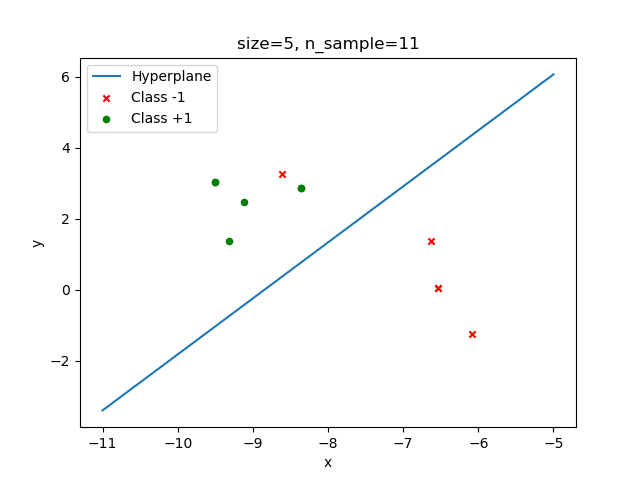 size=5, n_sample=11
Hyperplane
Class -1
Class +1
6
4
2
0
−2
y
−11
−10
−9
−8
−7
−6
−5
x